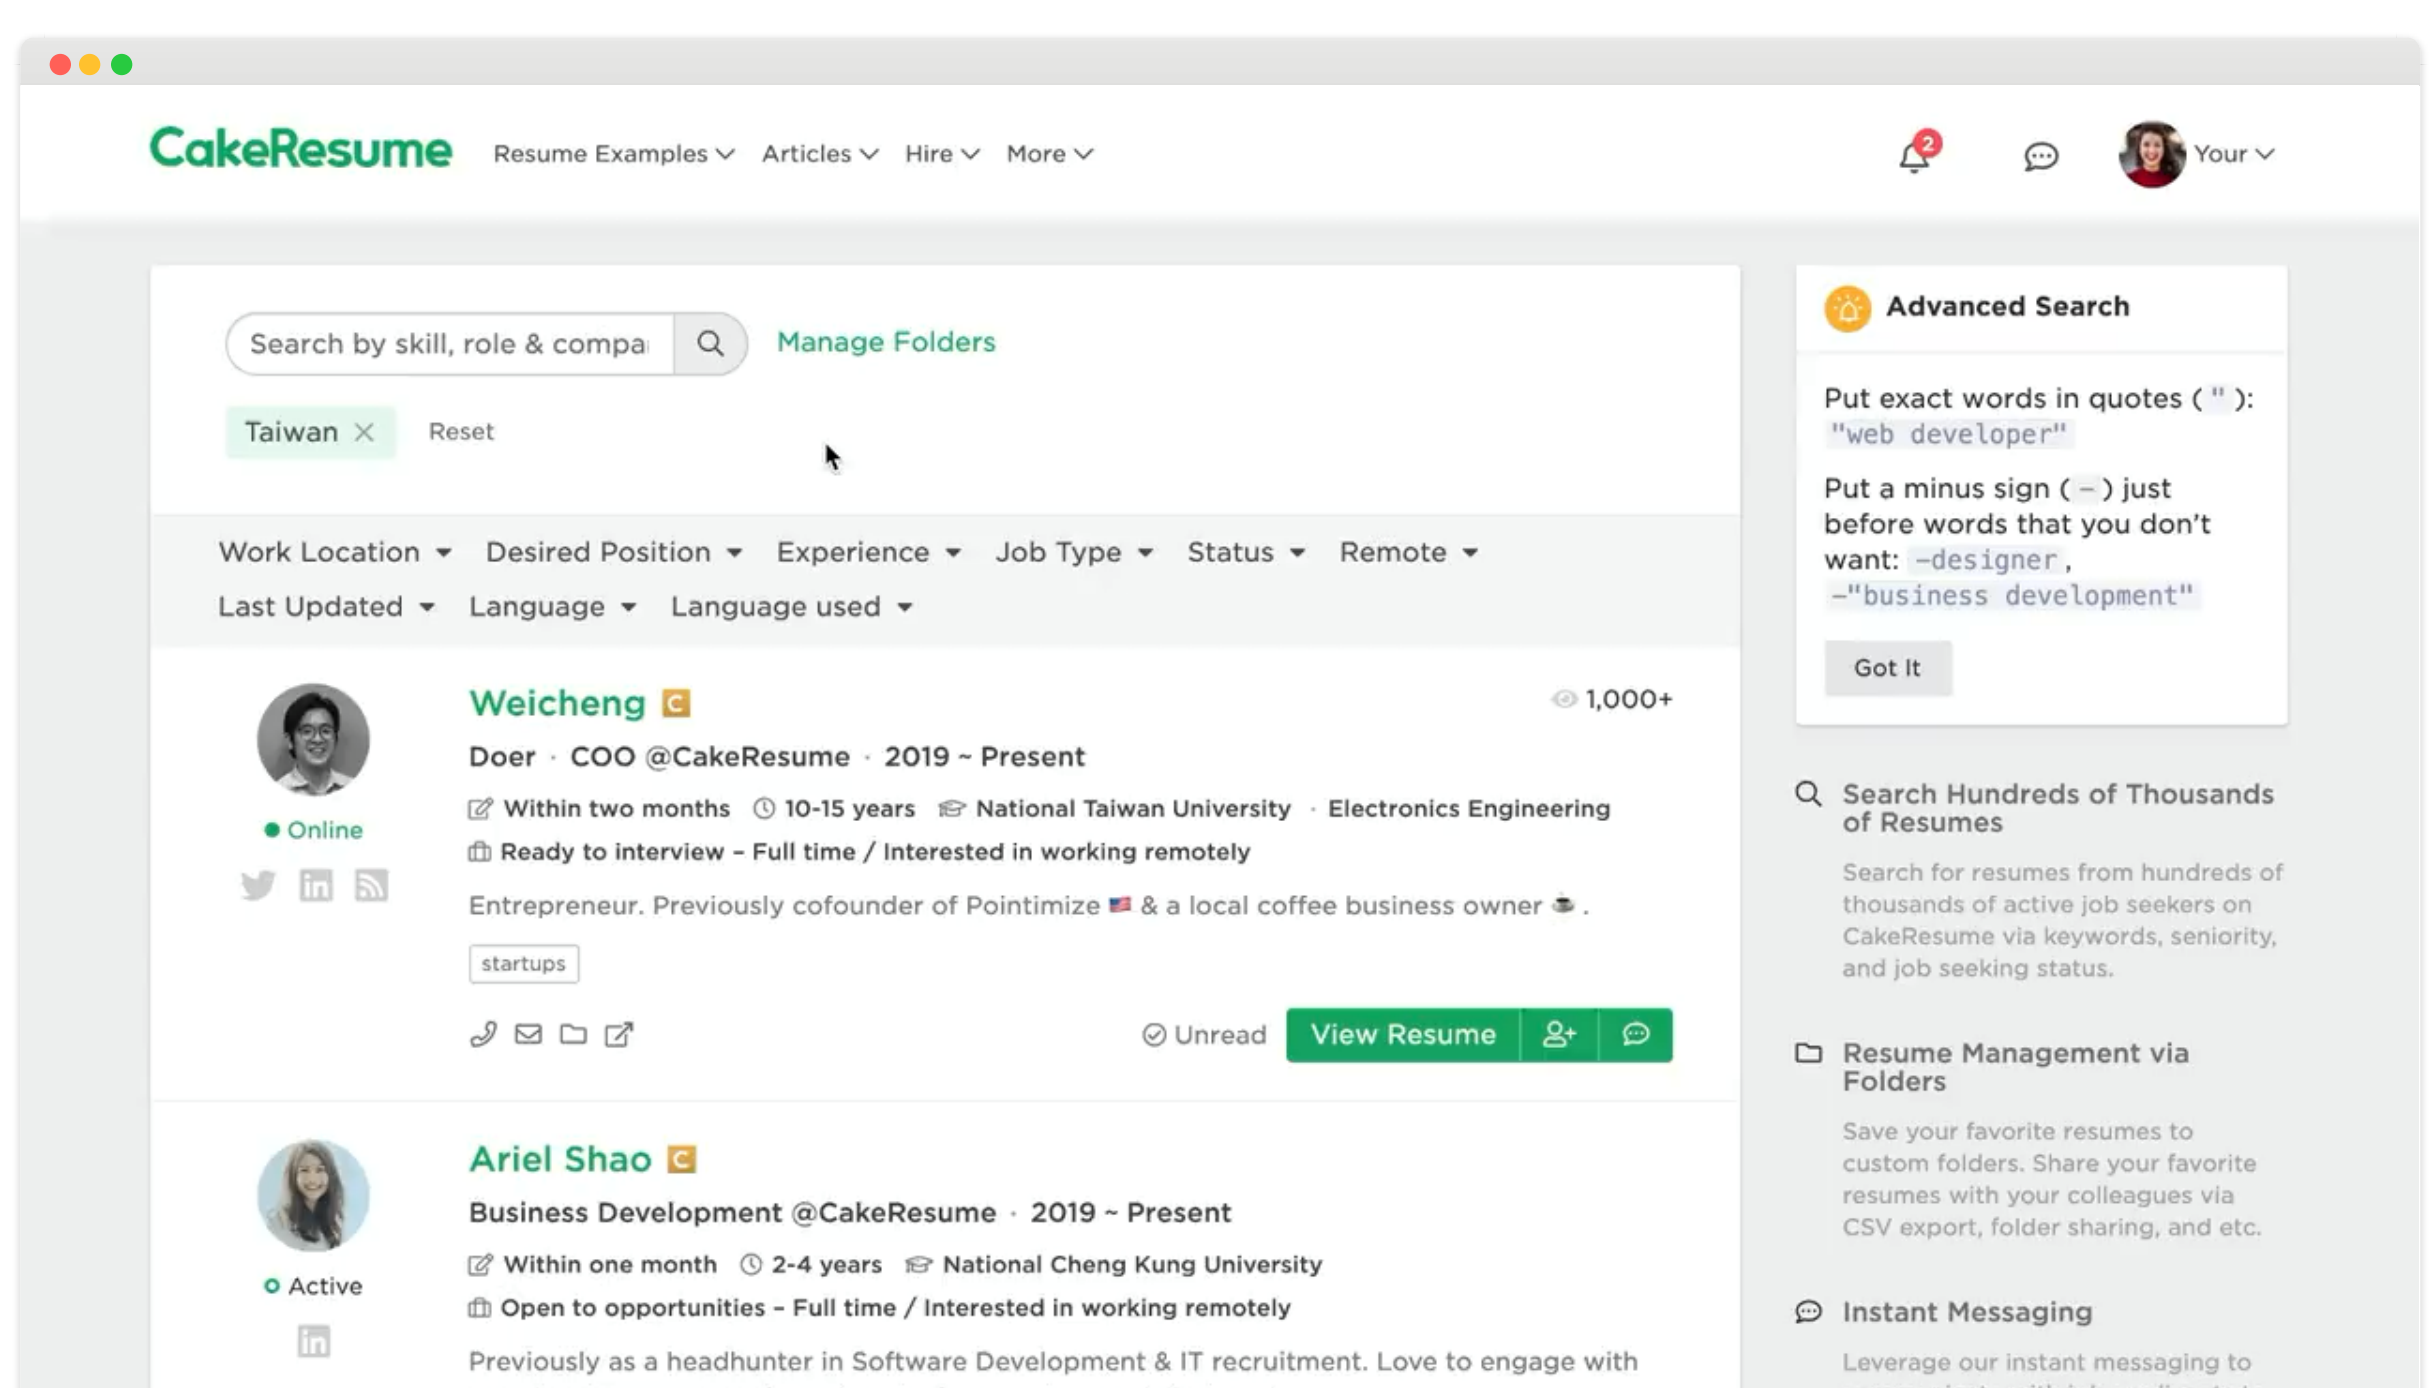 CakeResume
Resume Examples
Articles
Hire
More
2
Your
Search by skill, role & compa
Manage Folders
Taiwan
Reset
Work Location
Desired Position
Experience
Job Type
Status
Remote
Last Updated
Language
Language used
Weicheng C
1,000+
Doer · COO @CakeResume · 2019 ~ Present
Within two months 10-15 years National Taiwan University · Electronics Engineering
Ready to interview – Full time / Interested in working remotely
Entrepreneur. Previously cofounder of Pointimize 🇺🇸 & a local coffee business owner ☕ .
startups
Online
in
Unread
View Resume
Ariel Shao C
Business Development @CakeResume · 2019 ~ Present
Within one month 2-4 years National Cheng Kung University
Open to opportunities – Full time / Interested in working remotely
Previously as a headhunter in Software Development & IT recruitment. Love to engage with
Active
in
Advanced Search
Put exact words in quotes ( " ):
"web developer"
Put a minus sign ( – ) just
before words that you don't
want: –designer ,
–"business development"
Got It
Search Hundreds of Thousands
of Resumes
Search for resumes from hundreds of
thousands of active job seekers on
CakeResume via keywords, seniority,
and job seeking status.
Resume Management via
Folders
Save your favorite resumes to
custom folders. Share your favorite
resumes with your colleagues via
CSV export, folder sharing, and etc.
Instant Messaging
Leverage our instant messaging to